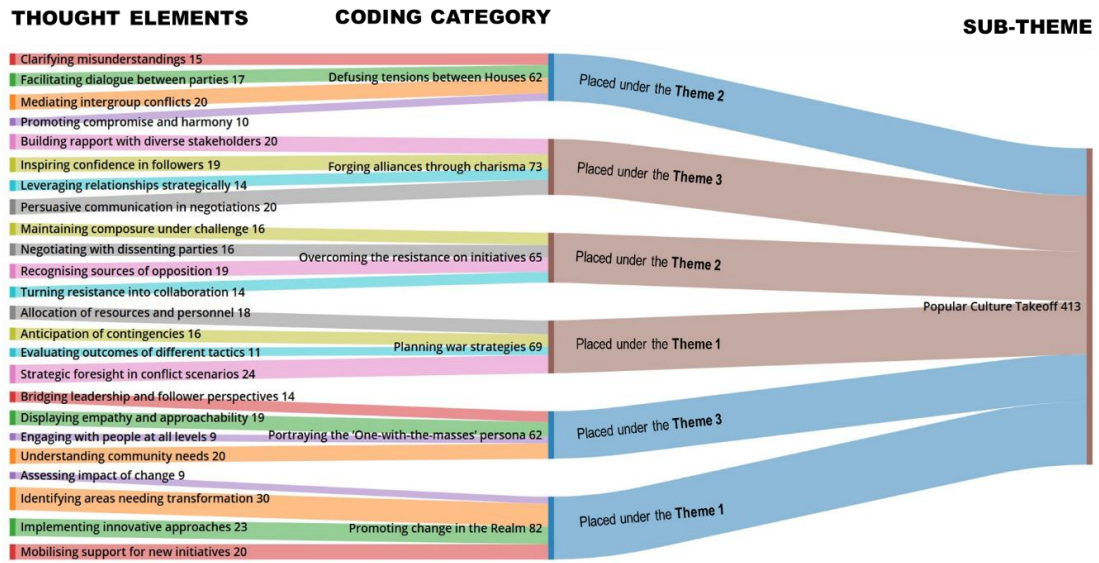 THOUGHT ELEMENTS
CODING CATEGORY
SUB-THEME
Clarifying misunderstandings 15
Facilitating dialogue between parties 17
Mediating intergroup conflicts 20
Promoting compromise and harmony 10
Building rapport with diverse stakeholders 20
Inspiring confidence in followers 19
Leveraging relationships strategically 14
Persuasive communication in negotiations 20
Maintaining composure under challenge 16
Negotiating with dissenting parties 16
Recognising sources of opposition 19
Turning resistance into collaboration 14
Allocation of resources and personnel 18
Anticipation of contingencies 16
Evaluating outcomes of different tactics 11
Strategic foresight in conflict scenarios 24
Bridging leadership and follower perspectives 14
Displaying empathy and approachability 19
Engaging with people at all levels 9
Understanding community needs 20
Assessing impact of change 9
Identifying areas needing transformation 30
Implementing innovative approaches 23
Mobilising support for new initiatives 20
Defusing tensions between Houses 62
Forging alliances through charisma 73
Overcoming the resistance on initiatives 65
Planning war strategies 69
Portraying the 'One-with-the-masses' persona 62
Promoting change in the Realm 82
Placed under the Theme 2
Placed under the Theme 3
Placed under the Theme 2
Placed under the Theme 1
Placed under the Theme 3
Placed under the Theme 1
Popular Culture Takeoff 413